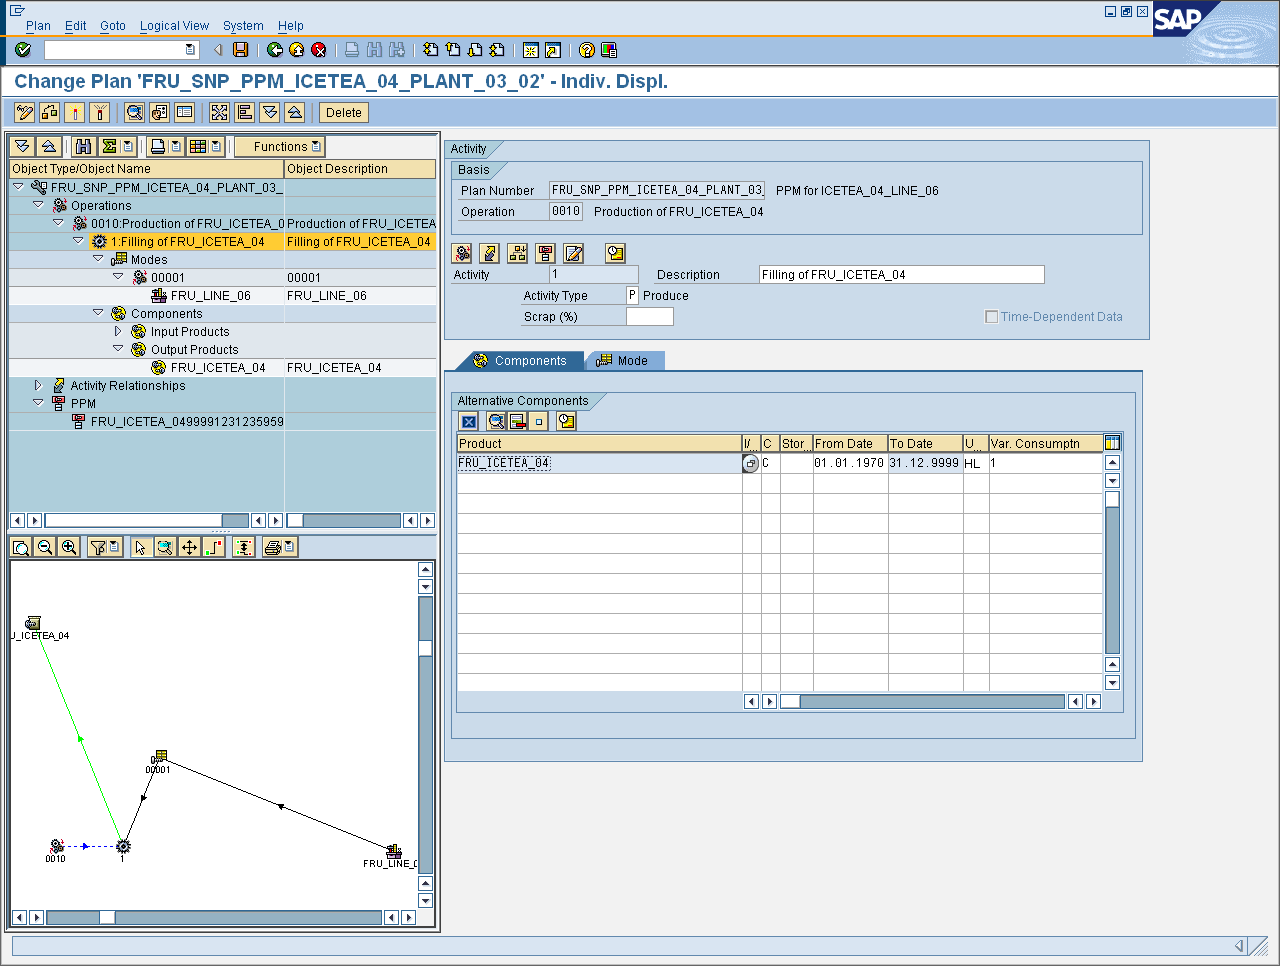 Plan Edit Goto Logical View System Help
SAP
Change Plan 'FRU_SNP_PPM_ICETEA_04_PLANT_03_02' - Indiv. Displ.
Delete
Functions
Object Type/Object Name Object Description
FRU_SNP_PPM_ICETEA_04_PLANT_03_
Operations
0010:Production of FRU_ICETEA_0 Production of FRU_ICETEA
1:Filling of FRU_ICETEA_04 Filling of FRU_ICETEA_04
Modes
00001 00001
FRU_LINE_06 FRU_LINE_06
Components
Input Products
Output Products
FRU_ICETEA_04 FRU_ICETEA_04
Activity Relationships
PPM
FRU_ICETEA_0499991231235959
Activity
Basis
Plan Number FRU_SNP_PPM_ICETEA_04_PLANT_03_ PPM for ICETEA_04_LINE_06
Operation 0010 Production of FRU_ICETEA_04
Activity 1 Description Filling of FRU_ICETEA_04
Activity Type P Produce
Scrap (%) Time-Dependent Data
Components Mode
Alternative Components
Product I/... C Stor... From Date To Date U... Var. Consumptn
FRU_ICETEA_04 C 01.01.1970 31.12.9999 HL 1
U_ICETEA_04
00001
0010
1
FRU_LINE_0